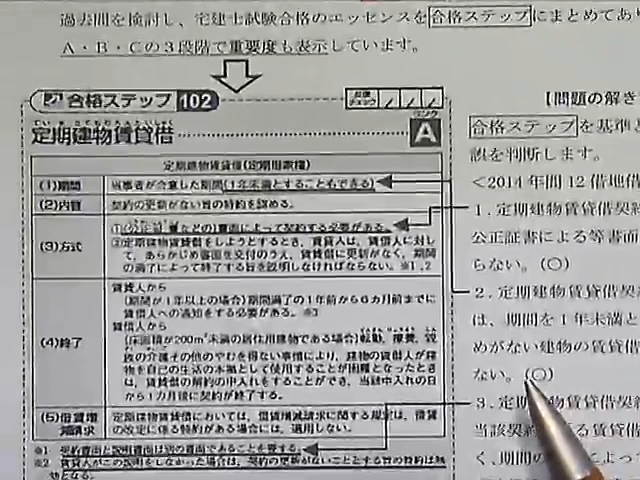 過去問を検討し、宅建士試験合格のエッセンスを合格ステップにまとめてあり
A・B・Cの3段階で重要度も表示しています。
合格ステップ 102
反復チェック
ランク
定期建物賃貸借
A
定期建物賃貸借(定期借家権)
(1)期間 当事者が合意した期間(1年未満とすることもできる)
(2)内容 契約の更新がない旨の特約を認める。
(3)方式
書面によって契約する必要がある。
②定期建物賃貸借をしようとするとき、賃貸人は、賃借人に対し
て、あらかじめ書面を交付のうえ、賃貸借に更新がなく、期間
の満了によって終了する旨を説明しなければならない。※1,2
(4)終了
賃貸人から
(期間が1年以上の場合)期間満了の1年前から6カ月前までに
賃借人への通知をする必要がある。
賃借人から
(床面積が200m²未満の居住用建物である場合)転勤、療養、親
族の介護その他のやむを得ない事情により、建物の賃借人が建
物を自己の生活の本拠として使用することが困難となったとき
は、賃貸借の解約の申入れをすることができ、当該申入れの日
から1カ月後に契約が終了する。
(5)借賃増減請求
定期建物賃貸借においては、借賃増減請求に関する規定は、借賃
の改定に係る特約がある場合には、適用しない。
※1 契約書面と説明書面は別の書面であることを要する。
※2 賃貸人がこの説明をしなかった場合は、契約の更新がないこととする旨の特約は無
効となる。
【問題の解き
合格ステップを基準と
誤を判断します。
<2014年問12借地借
1.定期建物賃貸借契
公正証書による等書面
らない。(○)
2.定期建物賃貸借契
は、期間を1年未満と
めがない建物の賃貸借
ない。(○)
3.定期建物賃貸借契
当該契
る賃貸借
く、期間の
によって